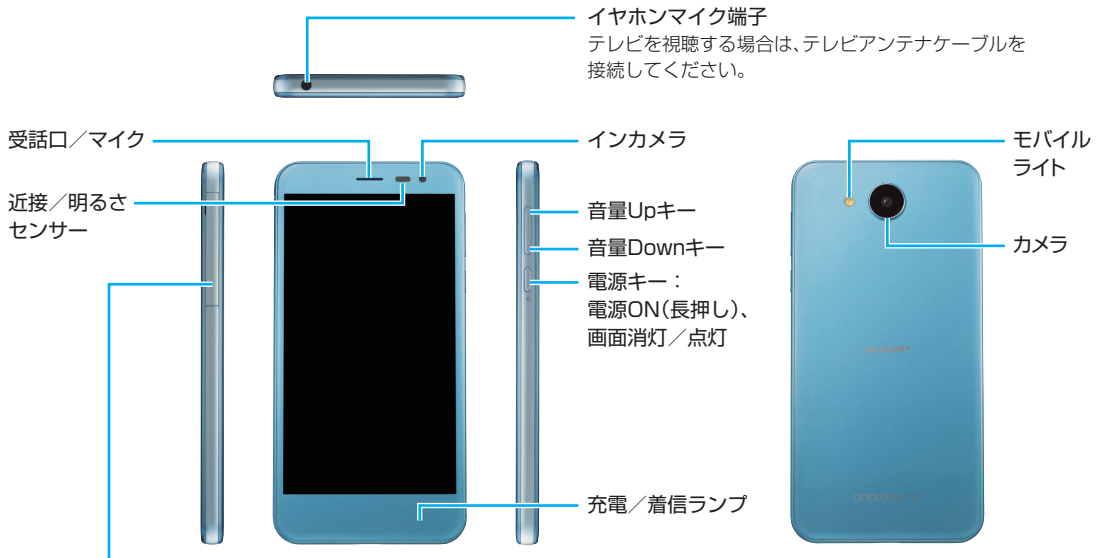 イヤホンマイク端子
テレビを視聴する場合は、テレビアンテナケーブルを
接続してください。
受話口／マイク
インカメラ
モバイル
ライト
近接／明るさ
センサー
音量Upキー
音量Downキー
カメラ
電源キー：
電源ON（長押し）、
画面消灯／点灯
充電／着信ランプ